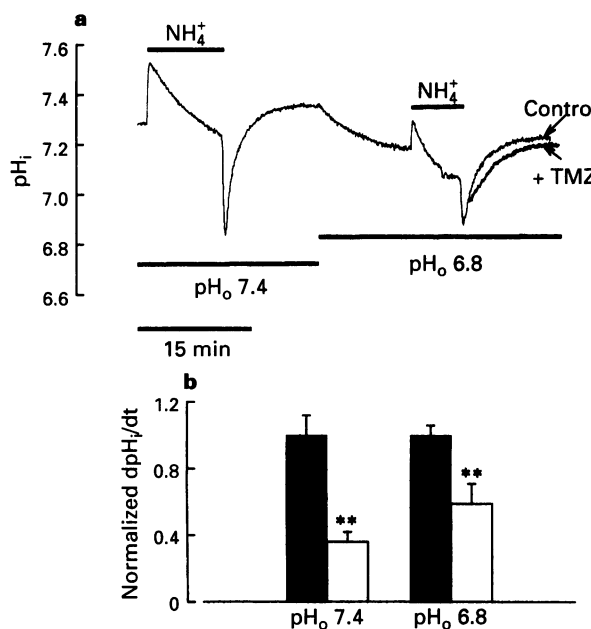 a
7.6
7.4
7.2
7.0
6.8
6.6
pHi
NH4+
NH4+
Contro
+ TMZ
pHo 7.4
pHo 6.8
15 min
b
Normalized dpHi/dt
1.2
0.8
0.4
0
**
**
pHo 7.4
pHo 6.8